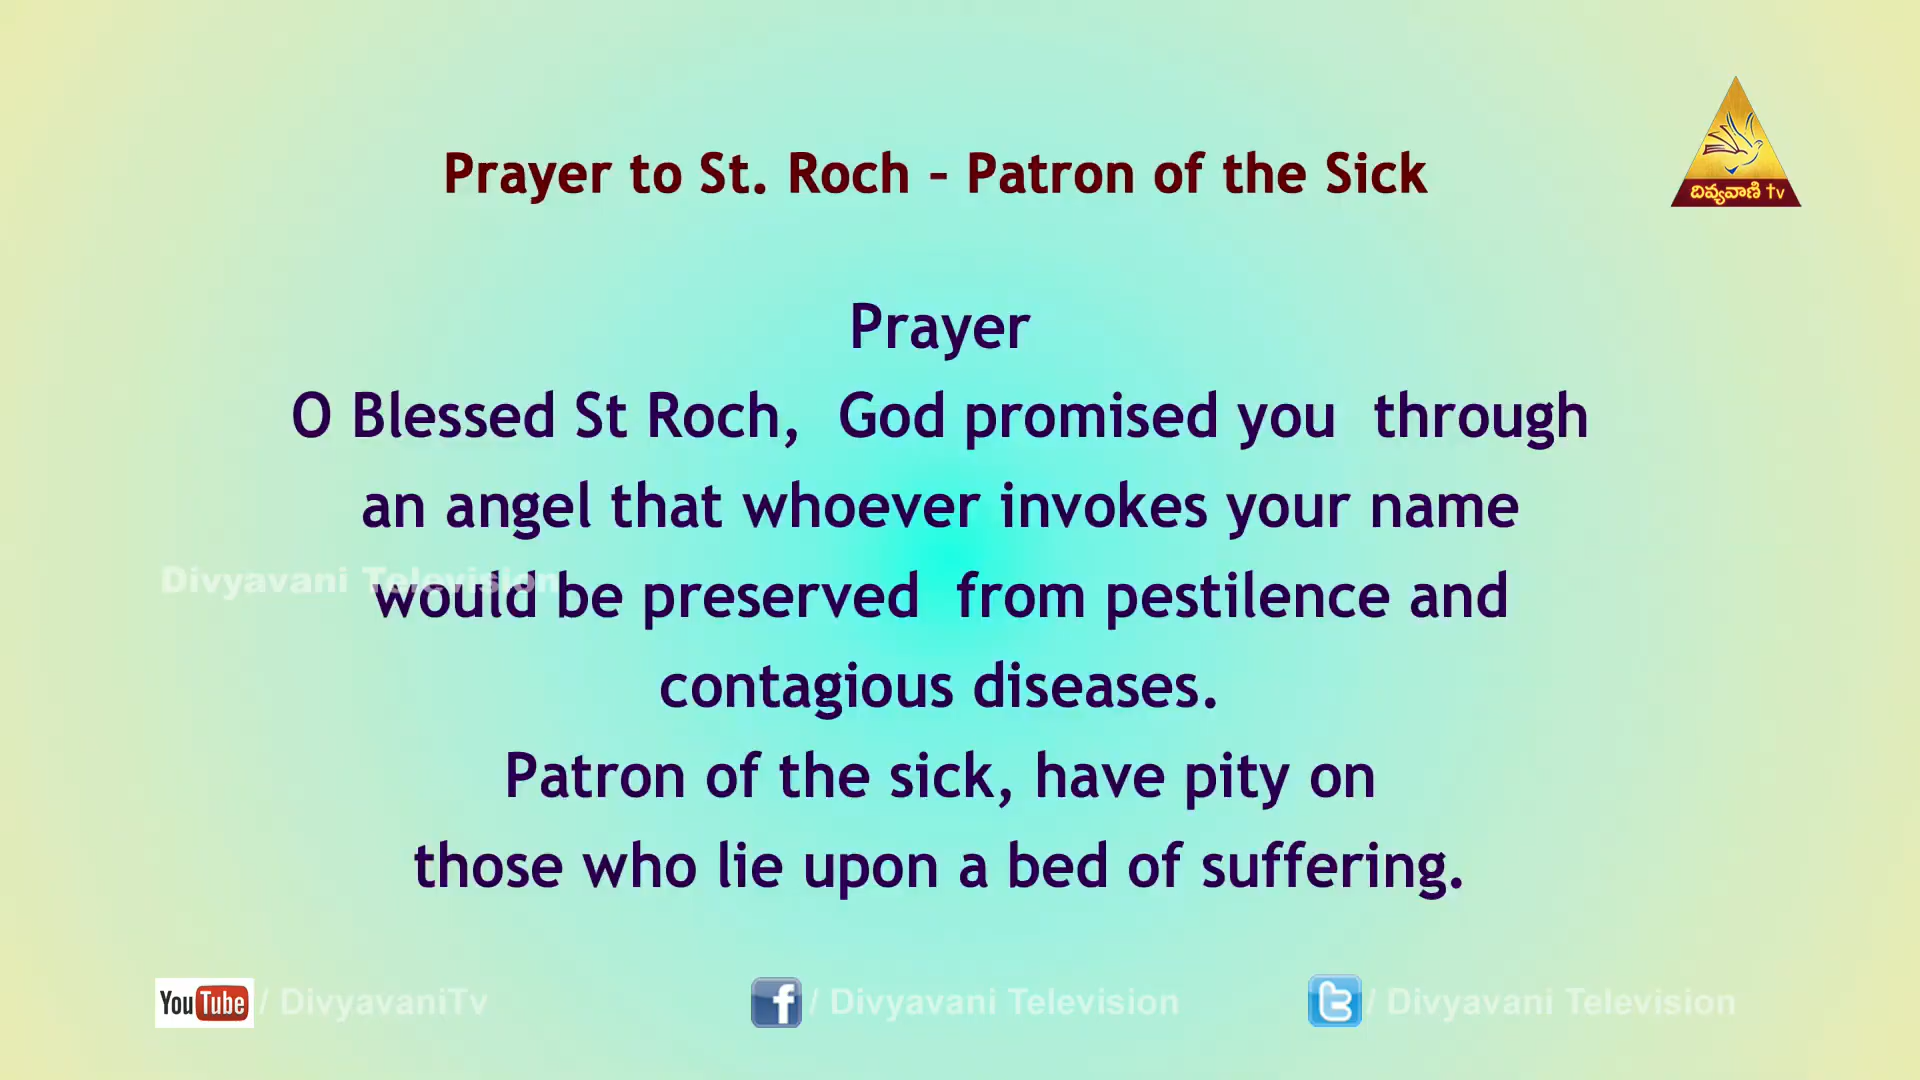 Prayer to St. Roch – Patron of the Sick
దివ్యవాణి tv
Prayer
O Blessed St Roch, God promised you through
an angel that whoever invokes your name
Divyavani Television
would be preserved from pestilence and
contagious diseases.
Patron of the sick, have pity on
those who lie upon a bed of suffering.
YouTube / DivyavaniTv
f / Divyavani Television
t / Divyavani Television